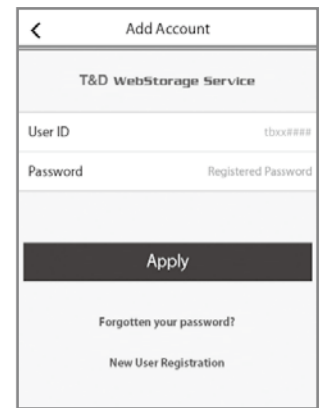 Add Account
T&D WebStorage Service
User ID tbxx####
Password Registered Password
Apply
Forgotten your password?
New User Registration